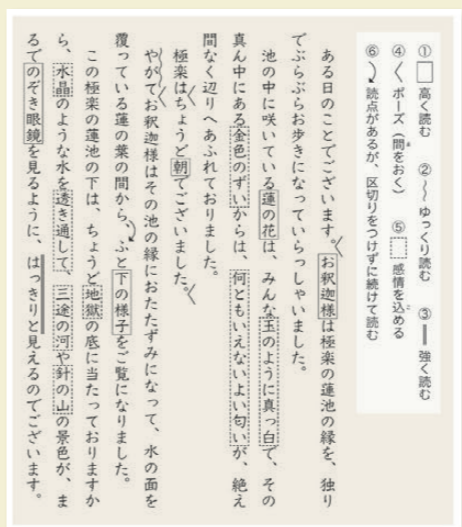 ① 高く読む ② ゆっくり読む ③ 強く読む
④ ポーズ(間をおく) ⑤ 感情を込める
⑥ 読点があるが、区切りをつけずに続けて読む
ある日のことでございます。お釈迦様は極楽の蓮池の縁を、独り
でぶらぶらお歩きになっていらっしゃいました。
池の中に咲いている蓮の花は、みんな玉のように真っ白で、その
真ん中にある金色のずいからは、何ともいえないよい匂いが、絶え
間なく辺りへあふれておりました。
極楽はちょうど朝でございました。
やがてお釈迦様はその池の縁におたたずみになって、水の面を
覆っている蓮の葉の間から、ふと下の様子をご覧になりました。
この極楽の蓮池の下は、ちょうど地獄の底に当たっておりますか
ら、水晶のような水を透き通して、三途の河や針の山の景色が、ま
るでのぞき眼鏡を見るように、はっきりと見えるのでございます。